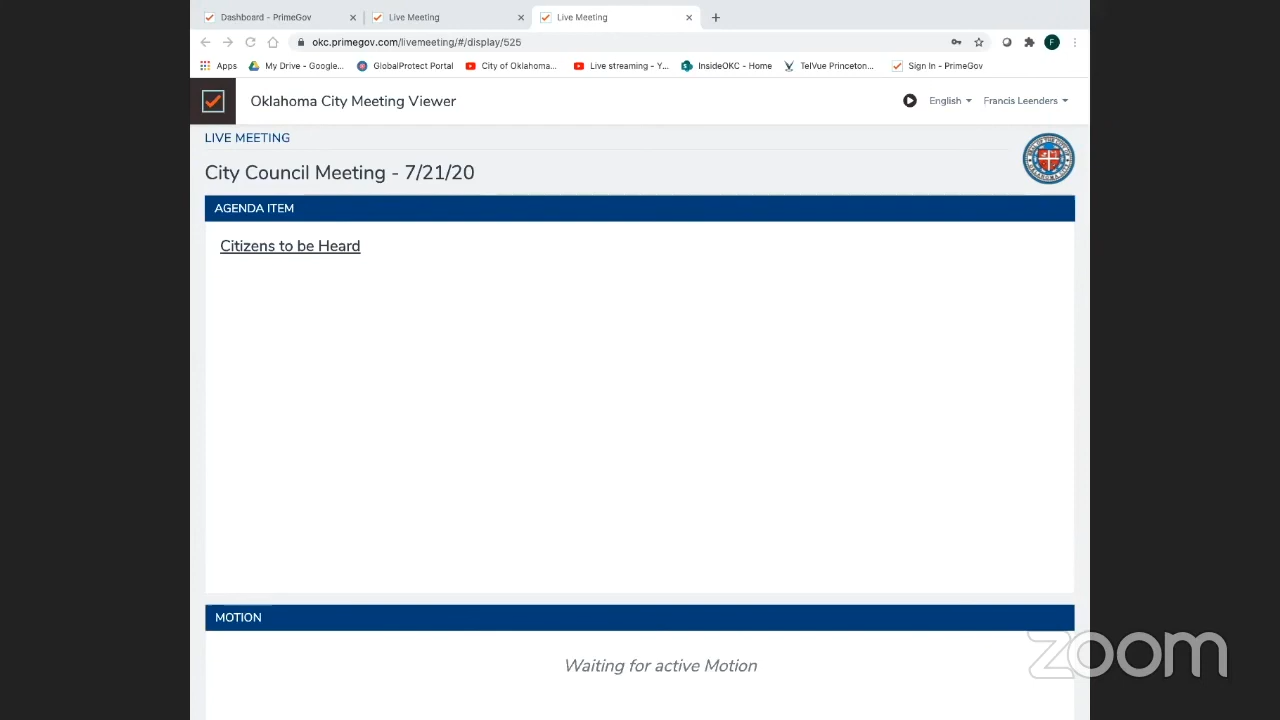 Dashboard - PrimeGov
Live Meeting
Live Meeting
okc.primegov.com/livemeeting/#/display/525
F
Apps
My Drive - Google...
GlobalProtect Portal
City of Oklahoma...
Live streaming - Y...
InsideOKC - Home
TelVue Princeton...
Sign In - PrimeGov
Oklahoma City Meeting Viewer
English
Francis Leenders
LIVE MEETING
City Council Meeting - 7/21/20
AGENDA ITEM
Citizens to be Heard
MOTION
Waiting for active Motion
zoom